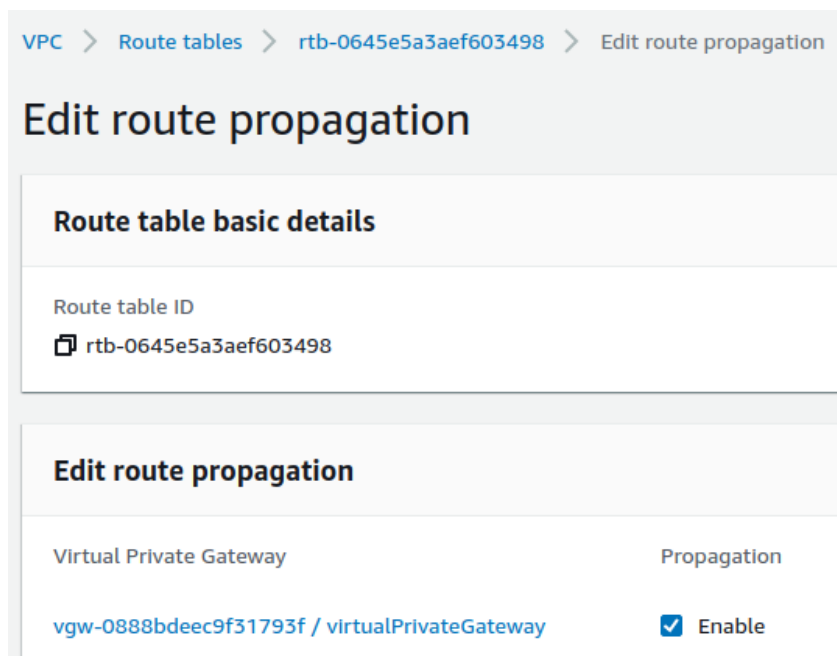 VPC > Route tables > rtb-0645e5a3aef603498 > Edit route propagation
Edit route propagation
Route table basic details
Route table ID
rtb-0645e5a3aef603498
Edit route propagation
Virtual Private Gateway Propagation
vgw-0888bdeec9f31793f / virtualPrivateGateway Enable